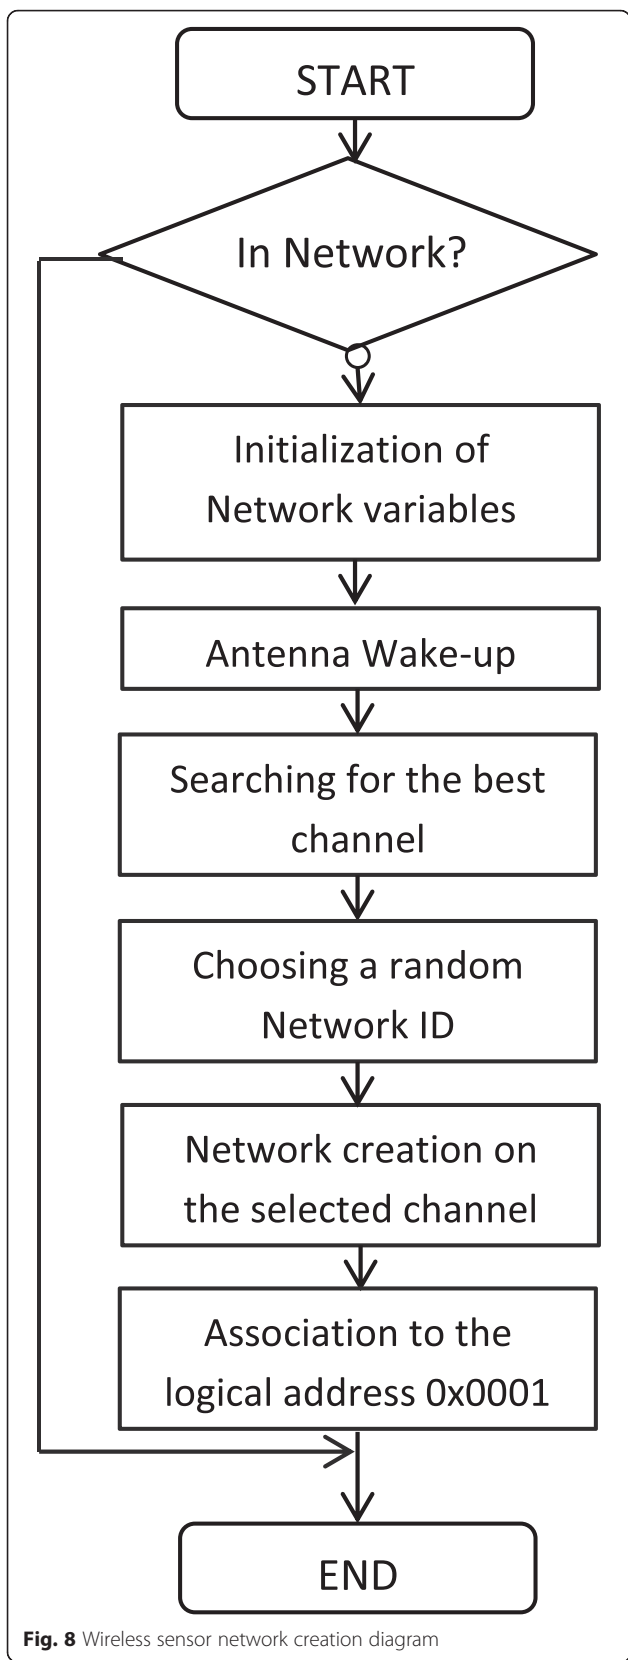 START
In Network?
Initialization of
Network variables
Antenna Wake-up
Searching for the best
channel
Choosing a random
Network ID
Network creation on
the selected channel
Association to the
logical address 0x0001
END
Fig. 8 Wireless sensor network creation diagram